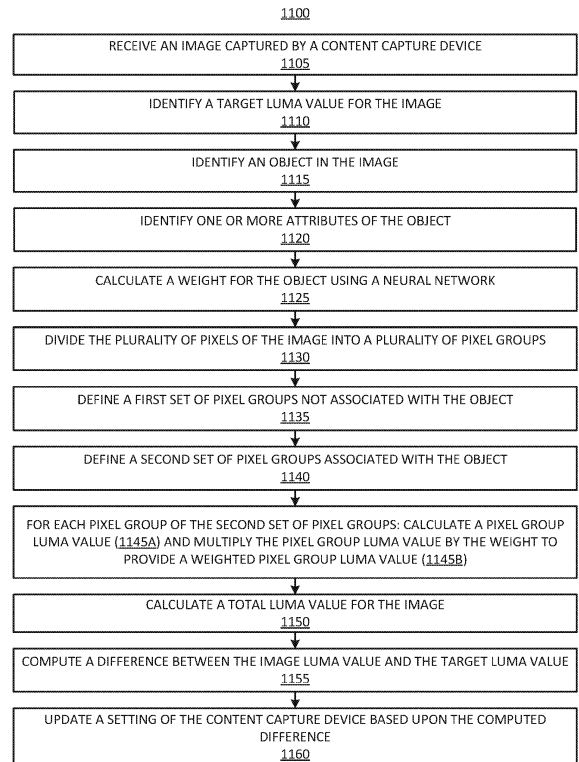 1100
RECEIVE AN IMAGE CAPTURED BY A CONTENT CAPTURE DEVICE
1105
IDENTIFY A TARGET LUMA VALUE FOR THE IMAGE
1110
IDENTIFY AN OBJECT IN THE IMAGE
1115
IDENTIFY ONE OR MORE ATTRIBUTES OF THE OBJECT
1120
CALCULATE A WEIGHT FOR THE OBJECT USING A NEURAL NETWORK
1125
DIVIDE THE PLURALITY OF PIXELS OF THE IMAGE INTO A PLURALITY OF PIXEL GROUPS
1130
DEFINE A FIRST SET OF PIXEL GROUPS NOT ASSOCIATED WITH THE OBJECT
1135
DEFINE A SECOND SET OF PIXEL GROUPS ASSOCIATED WITH THE OBJECT
1140
FOR EACH PIXEL GROUP OF THE SECOND SET OF PIXEL GROUPS: CALCULATE A PIXEL GROUP
LUMA VALUE (1145A) AND MULTIPLY THE PIXEL GROUP LUMA VALUE BY THE WEIGHT TO
PROVIDE A WEIGHTED PIXEL GROUP LUMA VALUE (1145B)
CALCULATE A TOTAL LUMA VALUE FOR THE IMAGE
1150
COMPUTE A DIFFERENCE BETWEEN THE IMAGE LUMA VALUE AND THE TARGET LUMA VALUE
1155
UPDATE A SETTING OF THE CONTENT CAPTURE DEVICE BASED UPON THE COMPUTED
DIFFERENCE
1160